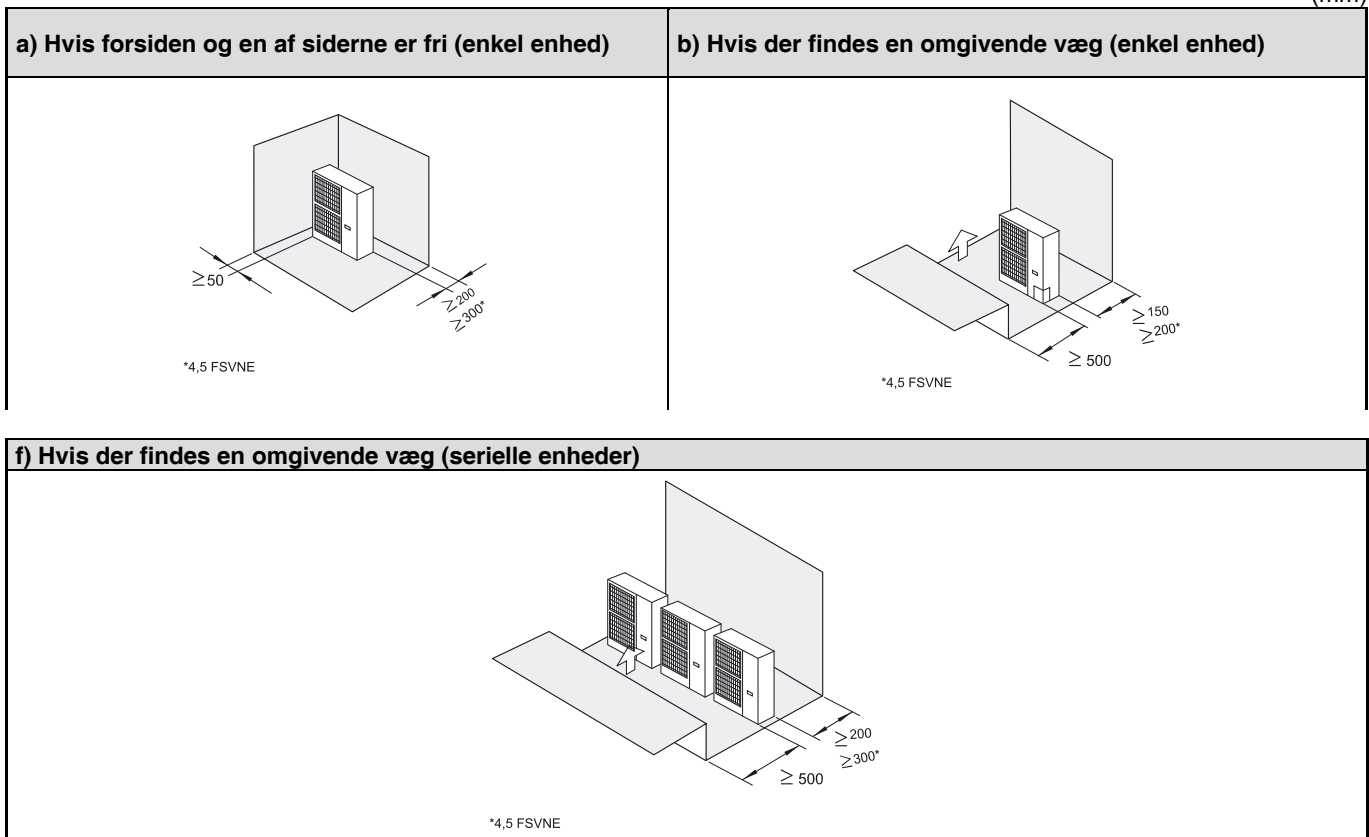 (mm)
a) Hvis forsiden og en af siderne er fri (enkel enhed)
b) Hvis der findes en omgivende væg (enkel enhed)
≥50
≥200
≥300*
*4,5 FSVNE
≥150
≥200*
≥ 500
*4,5 FSVNE
f) Hvis der findes en omgivende væg (serielle enheder)
≥200
≥300*
≥ 500
*4,5 FSVNE